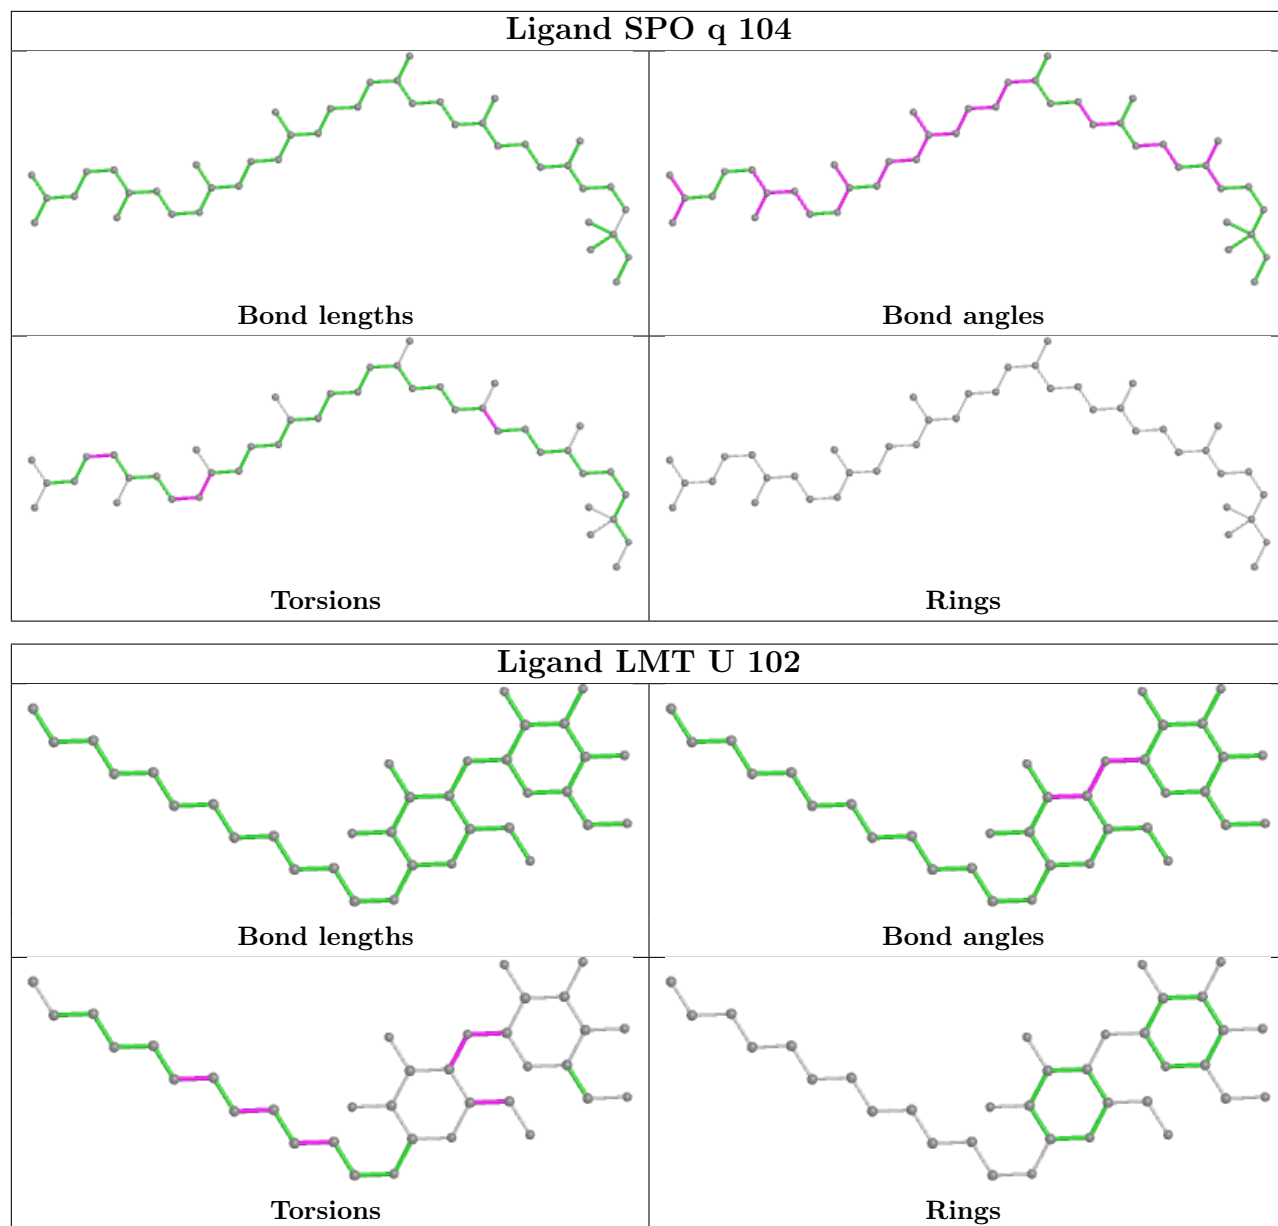 Ligand SPO q 104
Bond lengths
Bond angles
Torsions
Rings
Ligand LMT U 102
Bond lengths
Bond angles
Torsions
Rings